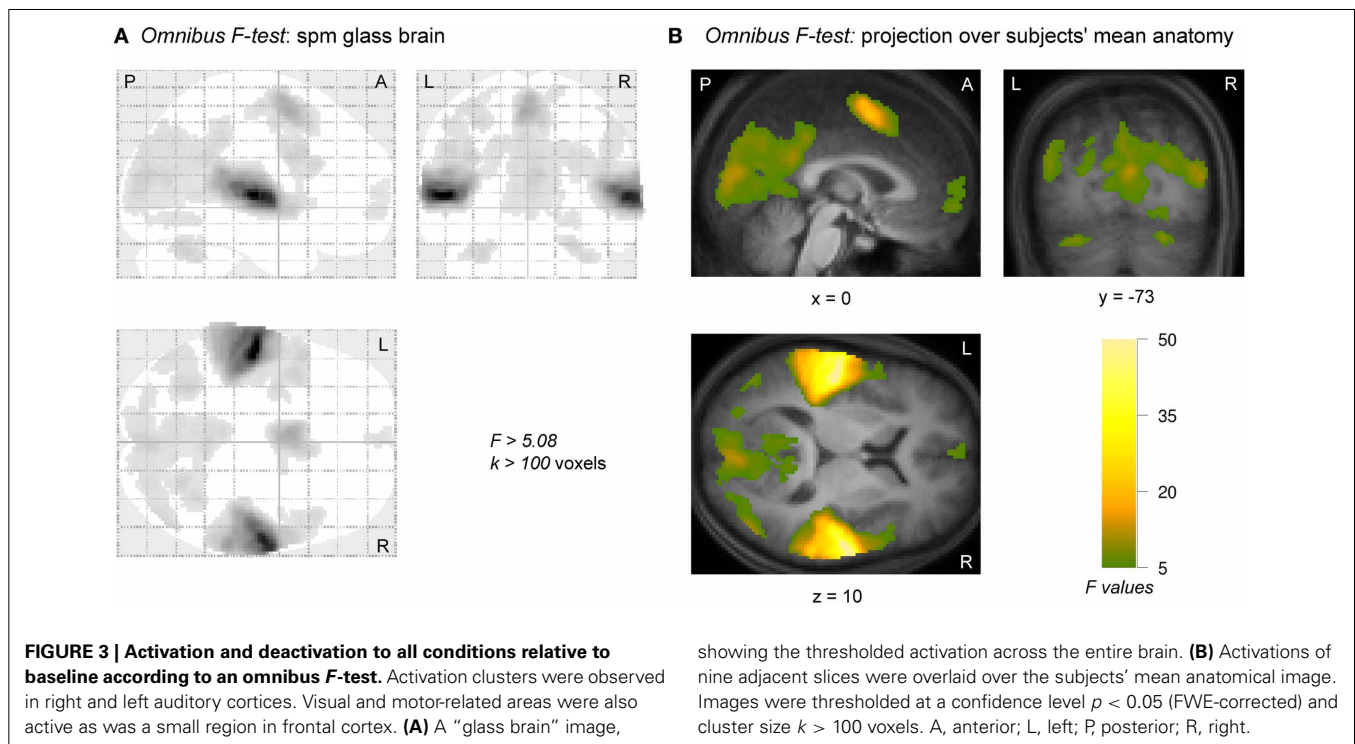 A Omnibus F-test: spm glass brain
P
A
L
R
L
R
F > 5.08
k > 100 voxels
B Omnibus F-test: projection over subjects' mean anatomy
P
A
x = 0
L
R
y = -73
L
R
z = 10
50
35
20
5
F values
FIGURE 3 | Activation and deactivation to all conditions relative to
baseline according to an omnibus F-test. Activation clusters were observed
in right and left auditory cortices. Visual and motor-related areas were also
active as was a small region in frontal cortex. (A) A “glass brain” image,
showing the thresholded activation across the entire brain. (B) Activations of
nine adjacent slices were overlaid over the subjects’ mean anatomical image.
Images were thresholded at a confidence level p < 0.05 (FWE-corrected) and
cluster size k > 100 voxels. A, anterior; L, left; P, posterior; R, right.